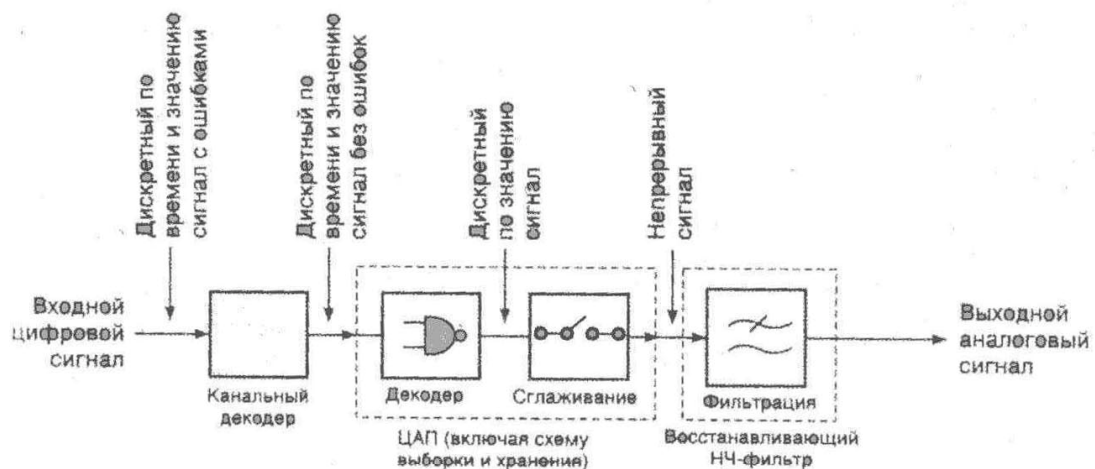 Дискретный по
времени и значению
сигнал с ошибками
Дискретный по
времени и значению
сигнал без ошибок
Дискретный
по значению
сигнал
Непрерывный
сигнал
Входной
цифровой
сигнал
Канальный
декодер
Декодер
Сглаживание
ЦАП (включая схему
выборки и хранения)
Фильтрация
Восстанавливающий
НЧ-фильтр
Выходной
аналоговый
сигнал